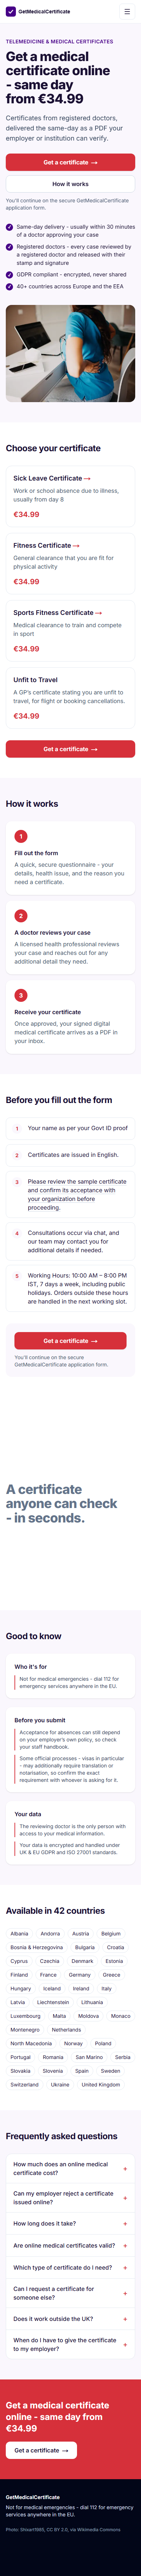 GetMedicalCertificate
TELEMEDICINE & MEDICAL CERTIFICATES
Get a medical
certificate online
- same day
from €34.99
Certificates from registered doctors,
delivered the same-day as a PDF your
employer or institution can verify.
Get a certificate →
How it works
You'll continue on the secure GetMedicalCertificate
application form.
Same-day delivery - usually within 30 minutes
of a doctor approving your case
Registered doctors - every case reviewed by
a registered doctor and released with their
stamp and signature
GDPR compliant - encrypted, never shared
40+ countries across Europe and the EEA
Choose your certificate
Sick Leave Certificate →
Work or school absence due to illness,
usually from day 8
€34.99
Fitness Certificate →
General clearance that you are fit for
physical activity
€34.99
Sports Fitness Certificate →
Medical clearance to train and compete
in sport
€34.99
Unfit to Travel
A GP's certificate stating you are unfit to
travel, for flight or booking cancellations.
€34.99
Get a certificate →
How it works
1
Fill out the form
A quick, secure questionnaire - your
details, health issue, and the reason you
need a certificate.
2
A doctor reviews your case
A licensed health professional reviews
your case and reaches out for any
additional detail they need.
3
Receive your certificate
Once approved, your signed digital
medical certificate arrives as a PDF in
your inbox.
Before you fill out the form
1 Your name as per your Govt ID proof
2 Certificates are issued in English.
3 Please review the sample certificate
and confirm its acceptance with
your organization before
proceeding.
4 Consultations occur via chat, and
our team may contact you for
additional details if needed.
5 Working Hours: 10:00 AM – 8:00 PM
IST, 7 days a week, including public
holidays. Orders outside these hours
are handled in the next working slot.
Get a certificate →
You'll continue on the secure
GetMedicalCertificate application form.
A certificate
anyone can check
- in seconds.
Good to know
Who it's for
Not for medical emergencies - dial 112 for
emergency services anywhere in the EU.
Before you submit
Acceptance for absences can still depend
on your employer's own policy, so check
your staff handbook.
Some official processes - visas in particular
- may additionally require translation or
notarisation, so confirm the exact
requirement with whoever is asking for it.
Your data
The reviewing doctor is the only person with
access to your medical information.
Your data is encrypted and handled under
UK & EU GDPR and ISO 27001 standards.
Available in 42 countries
Albania Andorra Austria Belgium
Bosnia & Herzegovina Bulgaria Croatia
Cyprus Czechia Denmark Estonia
Finland France Germany Greece
Hungary Iceland Ireland Italy
Latvia Liechtenstein Lithuania
Luxembourg Malta Moldova Monaco
Montenegro Netherlands
North Macedonia Norway Poland
Portugal Romania San Marino Serbia
Slovakia Slovenia Spain Sweden
Switzerland Ukraine United Kingdom
Frequently asked questions
How much does an online medical
certificate cost? +
Can my employer reject a certificate
issued online? +
How long does it take? +
Are online medical certificates valid? +
Which type of certificate do I need? +
Can I request a certificate for
someone else? +
Does it work outside the UK? +
When do I have to give the certificate
to my employer? +
Get a medical certificate
online - same day from
€34.99
Get a certificate →
GetMedicalCertificate
Not for medical emergencies - dial 112 for emergency
services anywhere in the EU.